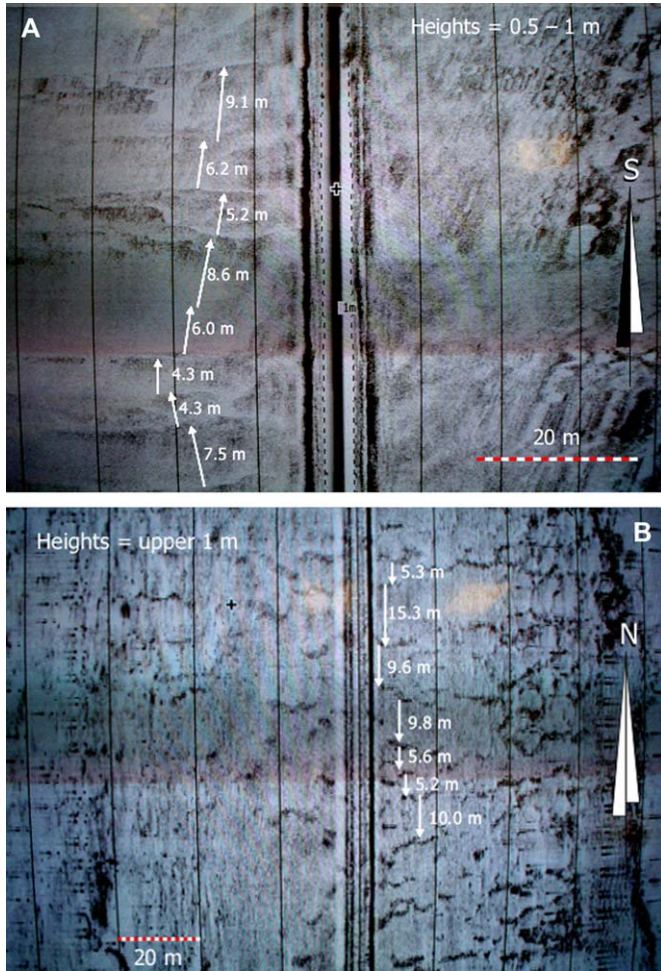 A
Heights = 0.5 – 1 m
9.1 m
6.2 m
S
5.2 m
8.6 m
1m
6.0 m
4.3 m
4.3 m
7.5 m
20 m
Heights = upper 1 m
B
5.3 m
15.3 m
N
9.6 m
9.8 m
5.6 m
5.2 m
10.0 m
20 m